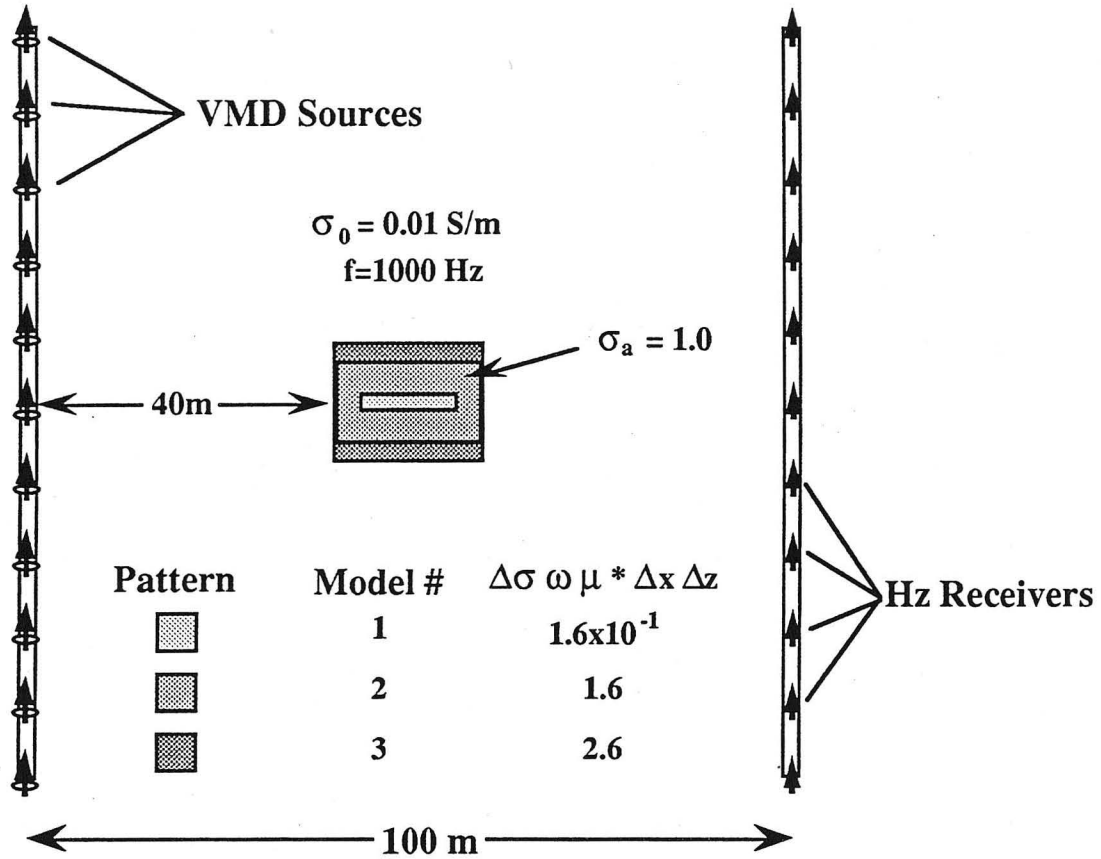 VMD Sources
σ₀ = 0.01 S/m
f=1000 Hz
σₐ = 1.0
40m
Pattern Model # Δσ ω μ * Δx Δz
1 1.6x10⁻¹
2 1.6
3 2.6
Hz Receivers
100 m